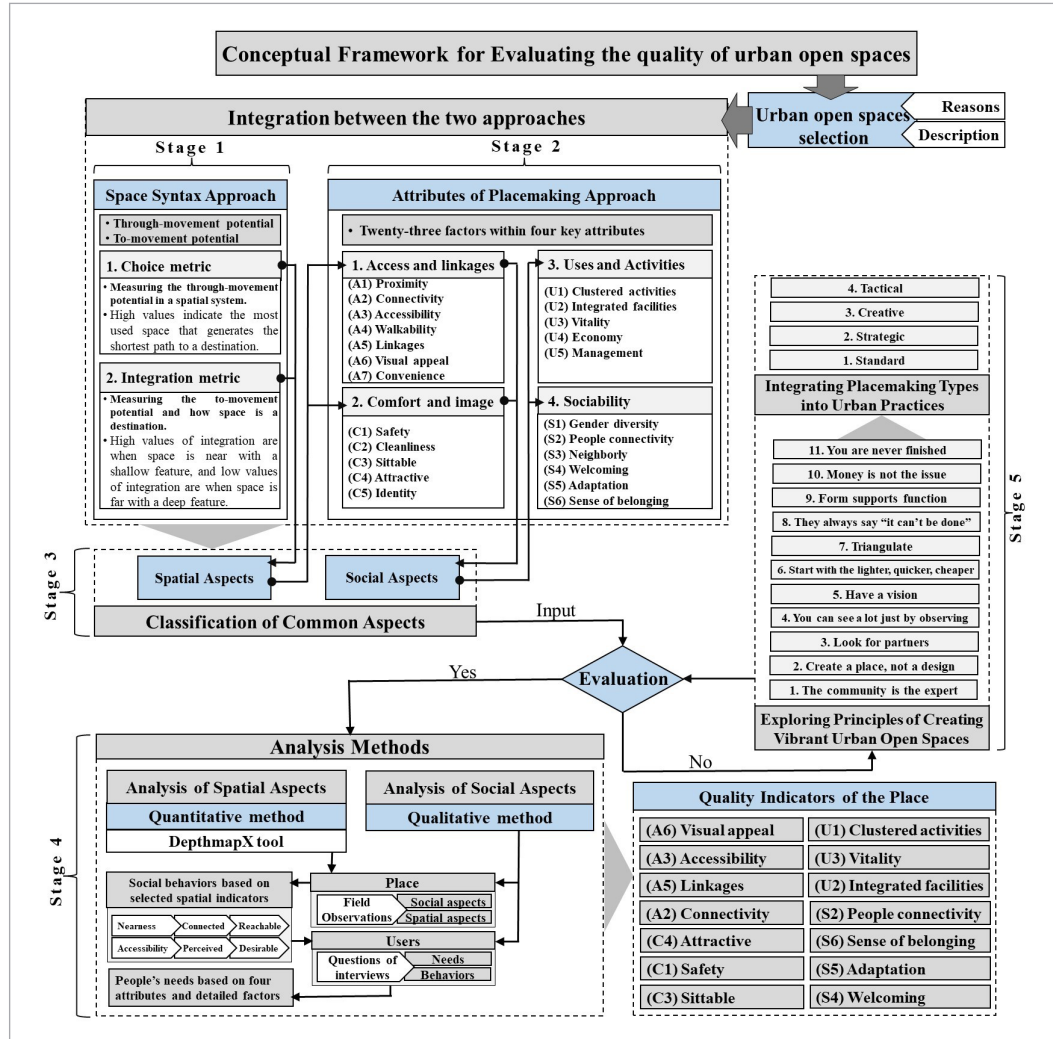 Conceptual Framework for Evaluating the quality of urban open spaces
Urban open spaces
selection
Reasons
Description
Integration between the two approaches
Stage 1
Stage 2
Space Syntax Approach
• Through-movement potential
• To-movement potential
1. Choice metric
• Measuring the through-movement
potential in a spatial system.
• High values indicate the most
used space that generates the
shortest path to a destination.
2. Integration metric
• Measuring the to-movement
potential and how space is a
destination.
• High values of integration are
when space is near with a
shallow feature, and low values
of integration are when space is
far with a deep feature.
Attributes of Placemaking Approach
• Twenty-three factors within four key attributes
1. Access and linkages
(A1) Proximity
(A2) Connectivity
(A3) Accessibility
(A4) Walkability
(A5) Linkages
(A6) Visual appeal
(A7) Convenience
2. Comfort and image
(C1) Safety
(C2) Cleanliness
(C3) Sittable
(C4) Attractive
(C5) Identity
3. Uses and Activities
(U1) Clustered activities
(U2) Integrated facilities
(U3) Vitality
(U4) Economy
(U5) Management
4. Sociability
(S1) Gender diversity
(S2) People connectivity
(S3) Neighborly
(S4) Welcoming
(S5) Adaptation
(S6) Sense of belonging
Stage 3
Spatial Aspects
Social Aspects
Classification of Common Aspects
Input
Evaluation
Yes
No
Stage 5
4. Tactical
3. Creative
2. Strategic
1. Standard
Integrating Placemaking Types
into Urban Practices
11. You are never finished
10. Money is not the issue
9. Form supports function
8. They always say “it can’t be done”
7. Triangulate
6. Start with the lighter, quicker, cheaper
5. Have a vision
4. You can see a lot just by observing
3. Look for partners
2. Create a place, not a design
1. The community is the expert
Exploring Principles of Creating
Vibrant Urban Open Spaces
Stage 4
Analysis Methods
Analysis of Spatial Aspects
Quantitative method
DepthmapX tool
Analysis of Social Aspects
Qualitative method
Social behaviors based on
selected spatial indicators
Nearness
Connected
Reachable
Accessibility
Perceived
Desirable
People’s needs based on four
attributes and detailed factors
Place
Field
Observations
Social aspects
Spatial aspects
Users
Questions of
interviews
Needs
Behaviors
Quality Indicators of the Place
(A6) Visual appeal
(U1) Clustered activities
(A3) Accessibility
(U3) Vitality
(A5) Linkages
(U2) Integrated facilities
(A2) Connectivity
(S2) People connectivity
(C4) Attractive
(S6) Sense of belonging
(C1) Safety
(S5) Adaptation
(C3) Sittable
(S4) Welcoming